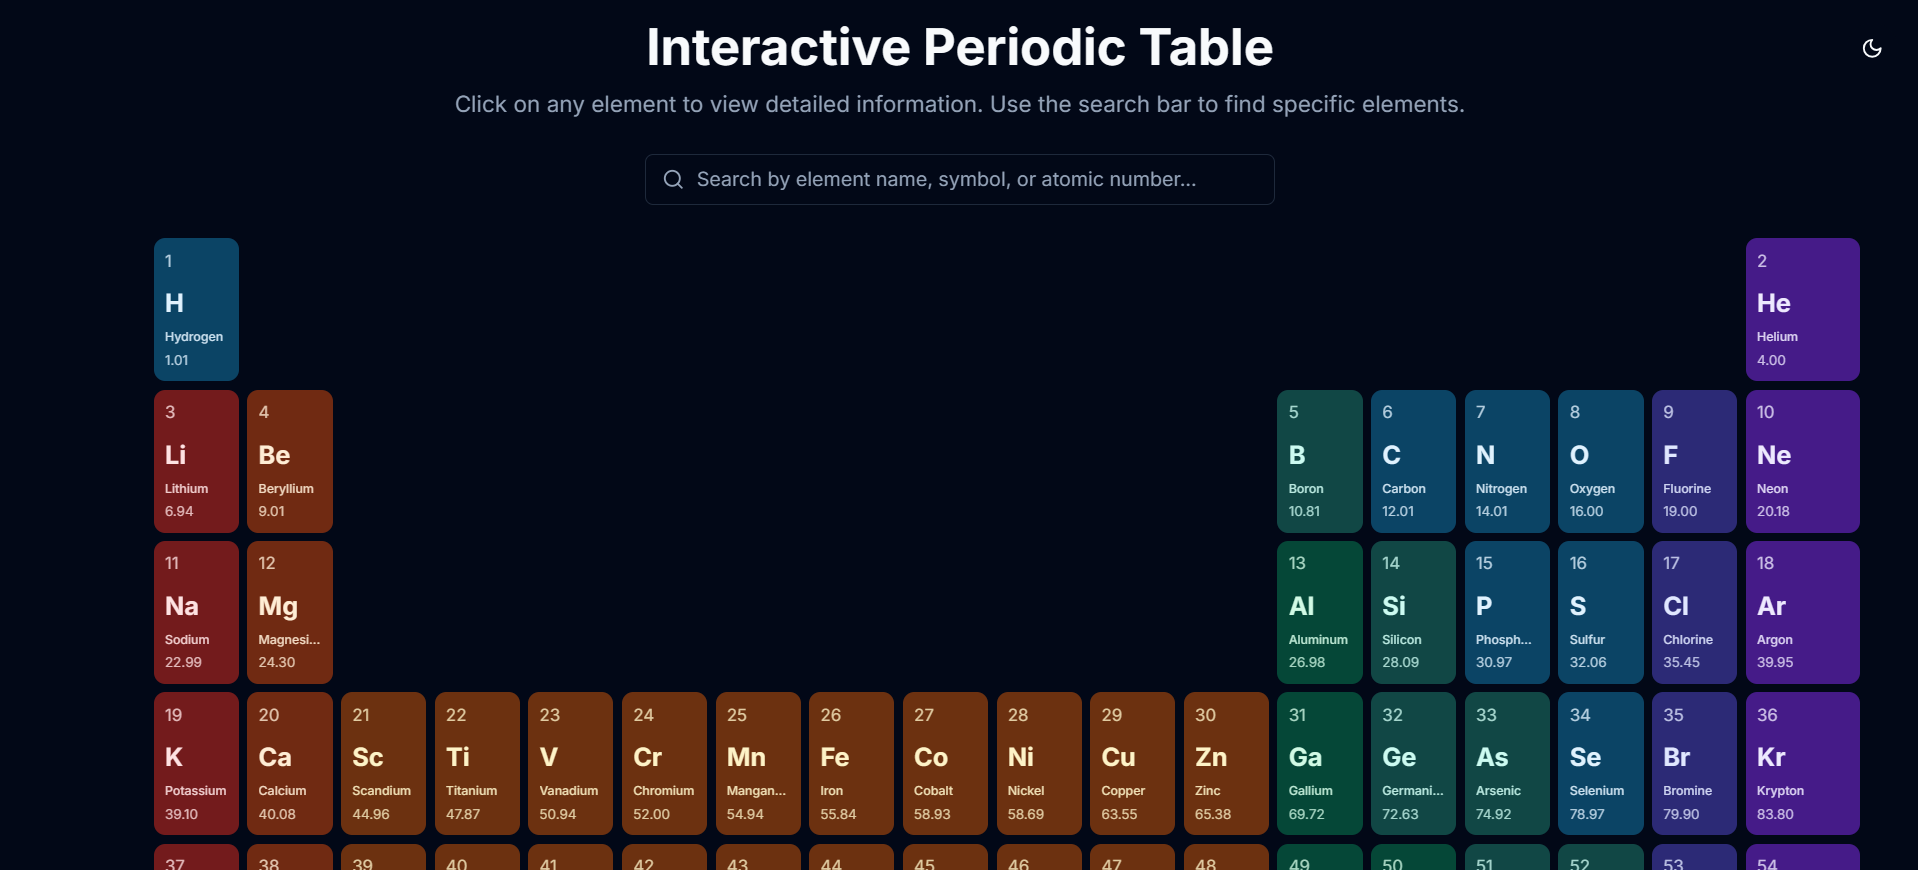 Interactive Periodic Table
Click on any element to view detailed information. Use the search bar to find specific elements.
Search by element name, symbol, or atomic number...
1 2
H He
Hydrogen Helium
1.01 4.00
3 4 5 6 7 8 9 10
Li Be B C N O F Ne
Lithium Beryllium Boron Carbon Nitrogen Oxygen Fluorine Neon
6.94 9.01 10.81 12.01 14.01 16.00 19.00 20.18
11 12 13 14 15 16 17 18
Na Mg Al Si P S Cl Ar
Sodium Magnesi... Aluminum Silicon Phosph... Sulfur Chlorine Argon
22.99 24.30 26.98 28.09 30.97 32.06 35.45 39.95
19 20 21 22 23 24 25 26 27 28 29 30 31 32 33 34 35 36
K Ca Sc Ti V Cr Mn Fe Co Ni Cu Zn Ga Ge As Se Br Kr
Potassium Calcium Scandium Titanium Vanadium Chromium Mangan... Iron Cobalt Nickel Copper Zinc Gallium Germani... Arsenic Selenium Bromine Krypton
39.10 40.08 44.96 47.87 50.94 52.00 54.94 55.84 58.93 58.69 63.55 65.38 69.72 72.63 74.92 78.97 79.90 83.80
37 38 39 40 41 42 43 44 45 46 47 48 49 50 51 52 53 54